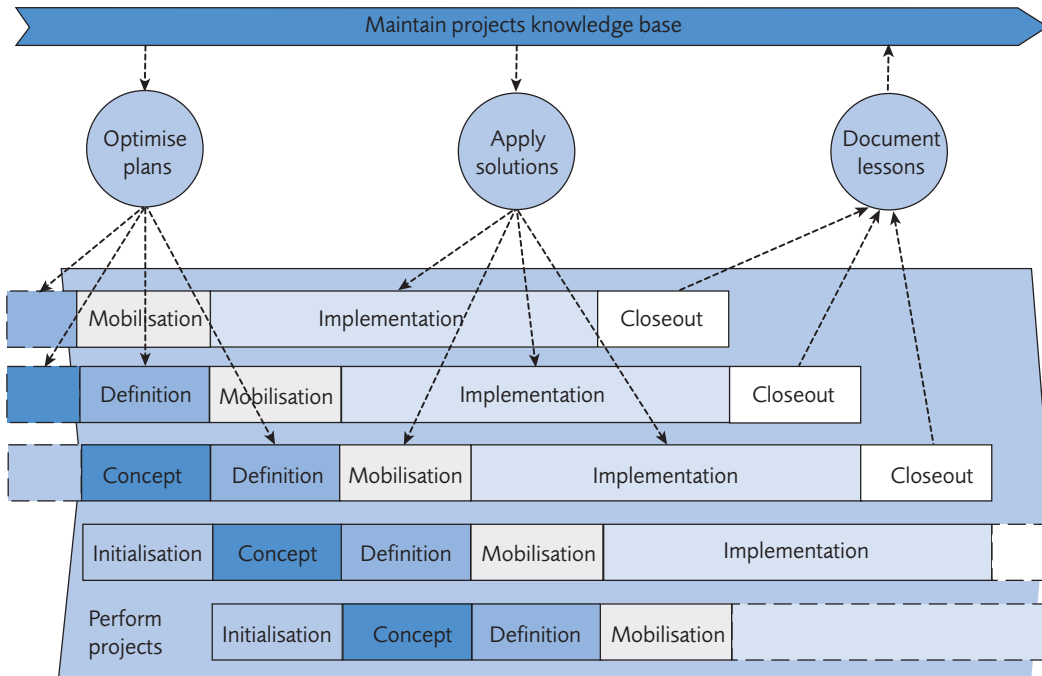 Maintain projects knowledge base
Optimise
plans
Apply
solutions
Document
lessons
Mobilisation
Implementation
Closeout
Definition
Mobilisation
Implementation
Closeout
Concept
Definition
Mobilisation
Implementation
Closeout
Initialisation
Concept
Definition
Mobilisation
Implementation
Perform
projects
Initialisation
Concept
Definition
Mobilisation